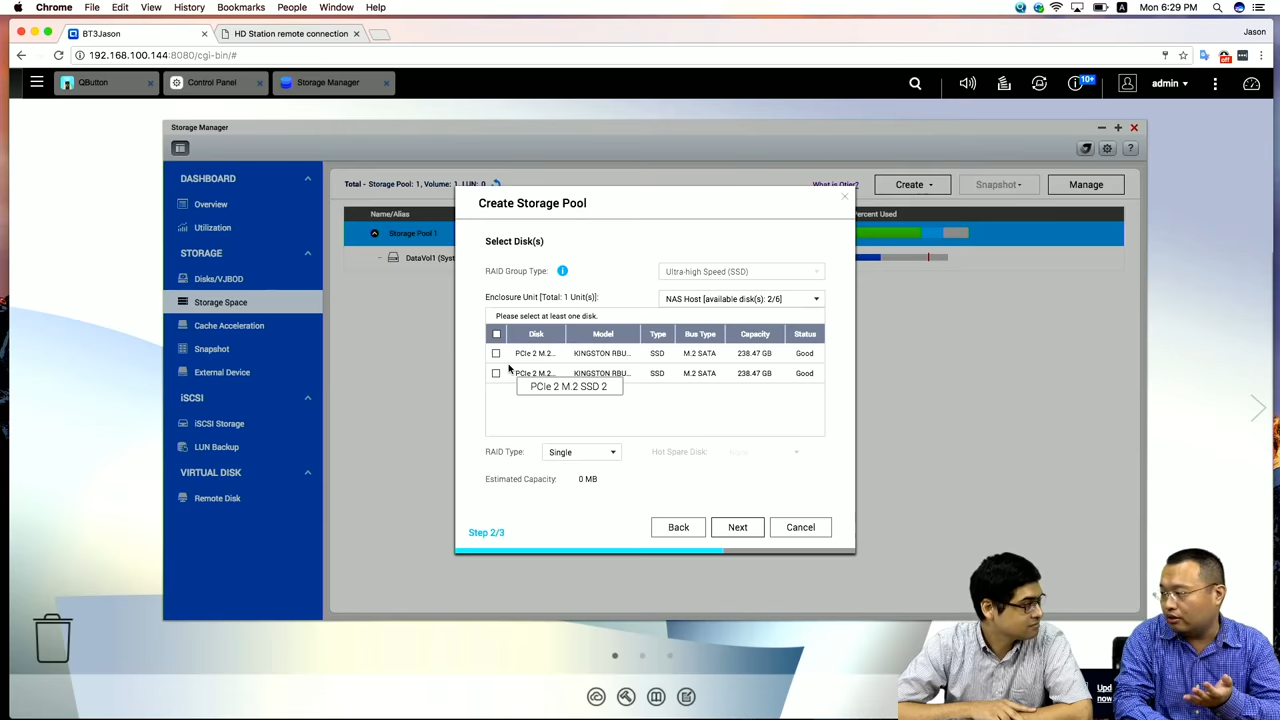 Chrome File Edit View History Bookmarks People Window Help A Mon 6:29 PM Jason
BT3Jason HD Station remote connection Jason
192.168.100.144:8080/cgi-bin/#
off
QButton Control Panel Storage Manager 10+ admin
Storage Manager
?
DASHBOARD
Overview
Utilization
STORAGE
Disks/VJBOD
Storage Space
Cache Acceleration
Snapshot
External Device
iSCSI
iSCSI Storage
LUN Backup
VIRTUAL DISK
Remote Disk
Total - Storage Pool: 1, Volume: 1, LUN: 0 What is Qtier? Create Snapshot Manage
Name/Alias Percent Used
Storage Pool 1
DataVol1 (Syst
Create Storage Pool
Select Disk(s)
RAID Group Type: Ultra-high Speed (SSD)
Enclosure Unit [Total: 1 Unit(s)]: NAS Host [available disk(s): 2/6]
Please select at least one disk.
Disk Model Type Bus Type Capacity Status
PCIe 2 M.2... KINGSTON RBU... SSD M.2 SATA 238.47 GB Good
PCIe 2 M.2... KINGSTON RBU... SSD M.2 SATA 238.47 GB Good
PCIe 2 M.2 SSD 2
RAID Type: Single Hot Spare Disk: None
Estimated Capacity: 0 MB
Step 2/3 Back Next Cancel
Upd
now